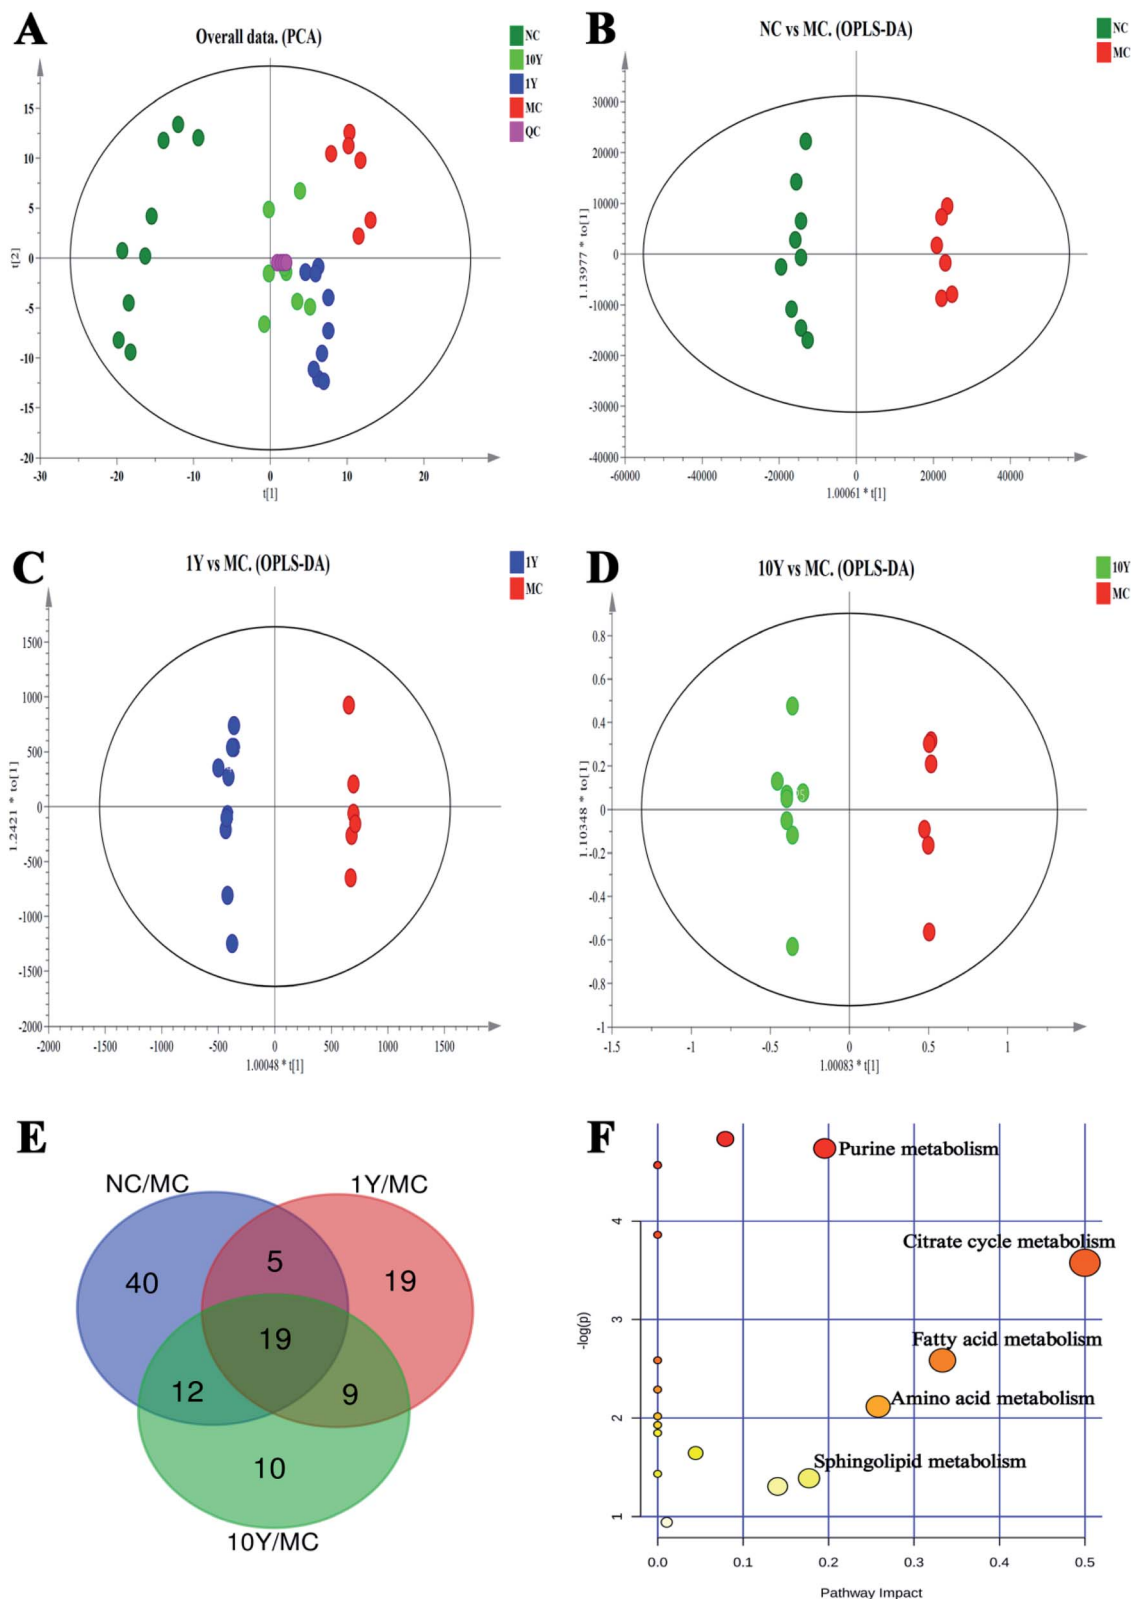 A
Overall data. (PCA)
NC
10Y
1Y
MC
QC
15
10
5
0
-5
-10
-15
-20
t[2]
-30
-20
-10
0
10
20
t[1]
B
NC vs MC. (OPLS-DA)
NC
MC
30000
20000
10000
0
-10000
-20000
-30000
-40000
1.13977 * to[1]
-60000
-40000
-20000
0
20000
40000
1.00061 * t[1]
C
1Y vs MC. (OPLS-DA)
1Y
MC
1500
1000
500
0
-500
-1000
-1500
-2000
1.2421 * to[1]
-2000
-1500
-1000
-500
0
500
1000
1500
1.00048 * t[1]
D
10Y vs MC. (OPLS-DA)
10Y
MC
0.8
0.6
0.4
0.2
0
-0.2
-0.4
-0.6
-0.8
-1
1.10348 * to[1]
-1.5
-1
-0.5
0
0.5
1
1.00083 * t[1]
E
NC/MC
1Y/MC
40
5
19
19
12
9
10
10Y/MC
F
Purine metabolism
Citrate cycle metabolism
Fatty acid metabolism
Amino acid metabolism
Sphingolipid metabolism
4
3
2
1
-log(p)
0.0
0.1
0.2
0.3
0.4
0.5
Pathway Impact